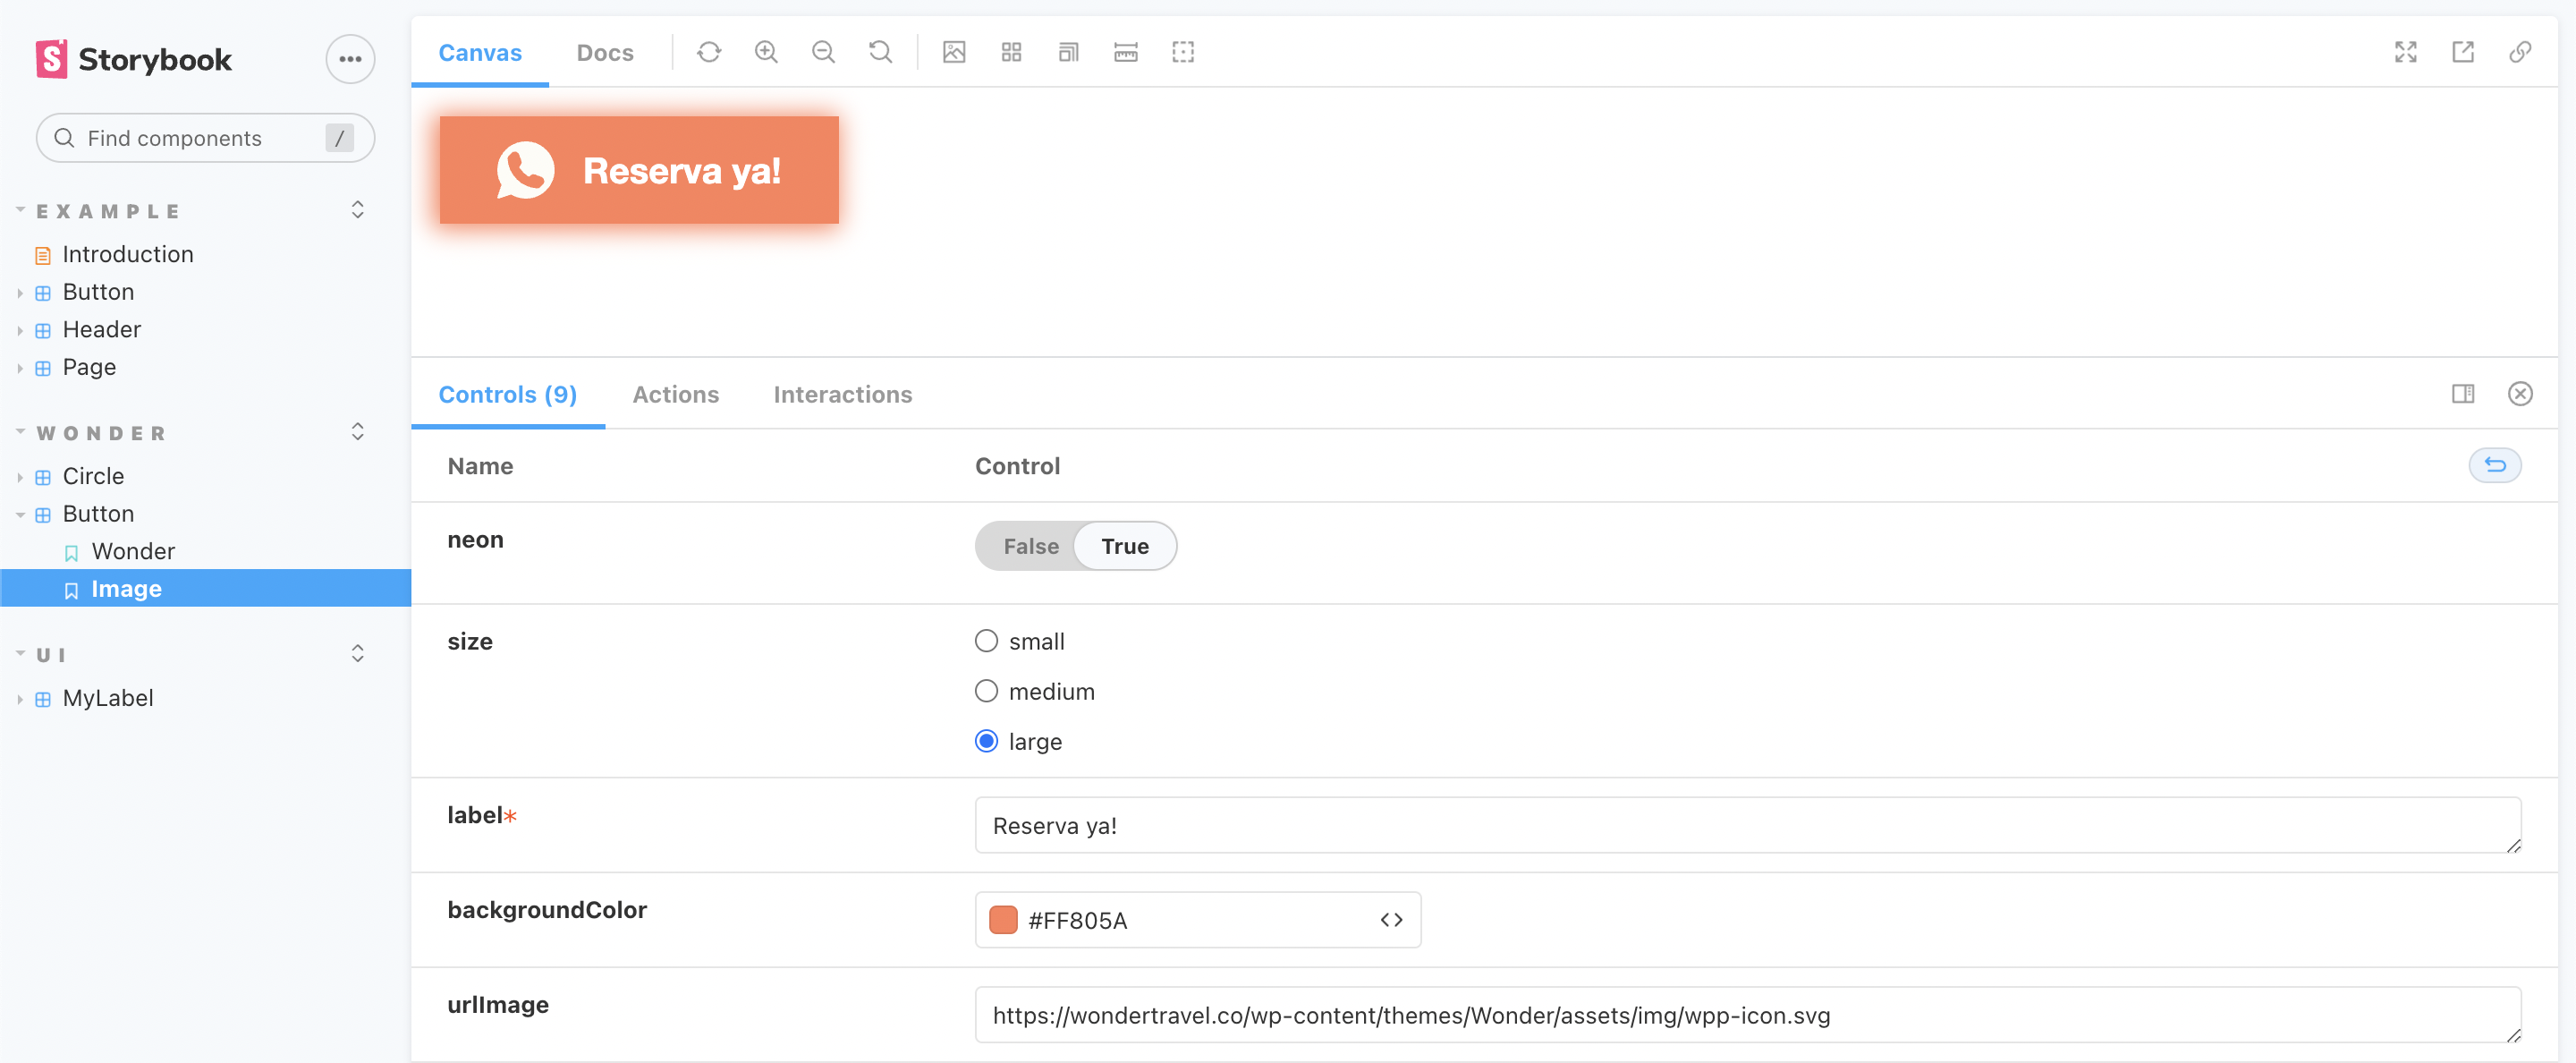 Storybook
Find components /
EXAMPLE
Introduction
Button
Header
Page
WONDER
Circle
Button
Wonder
Image
UI
MyLabel
Canvas Docs
Reserva ya!
Controls (9) Actions Interactions
Name Control
neon False True
size small
medium
large
label* Reserva ya!
backgroundColor #FF805A
urlImage https://wondertravel.co/wp-content/themes/Wonder/assets/img/wpp-icon.svg